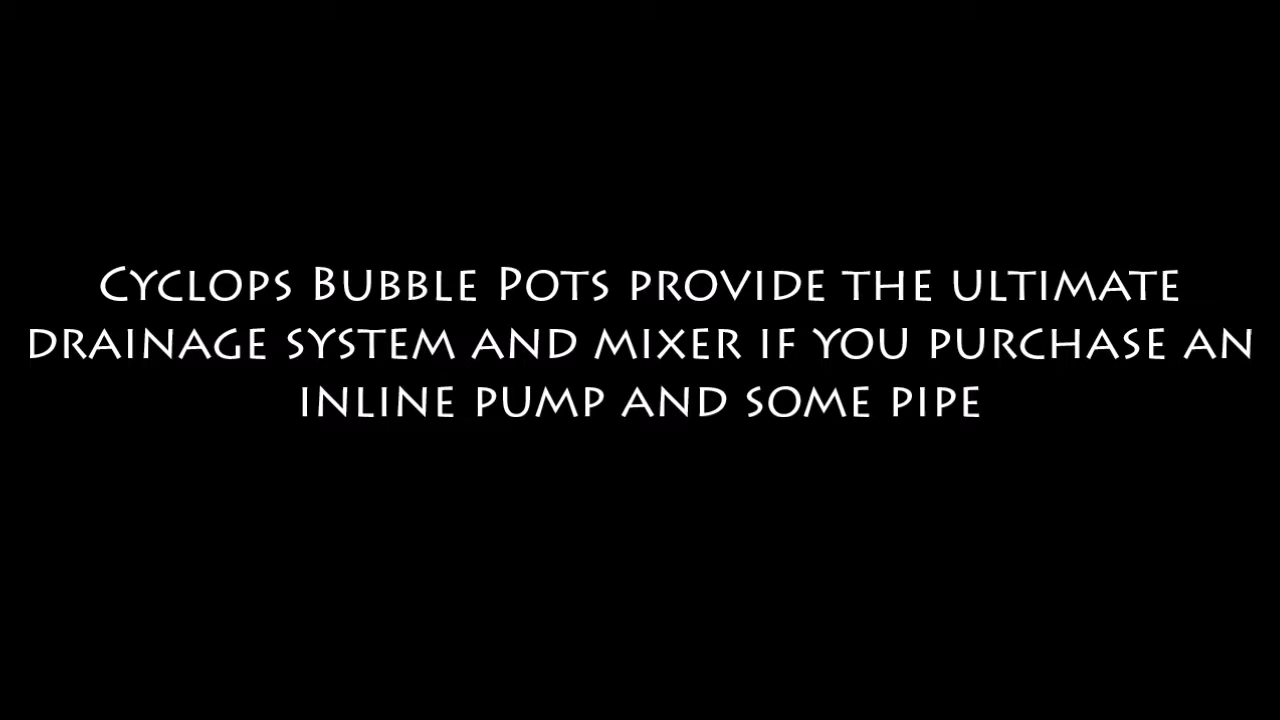 Cyclops Bubble Pots provide the ultimate
drainage system and mixer if you purchase an
inline pump and some pipe